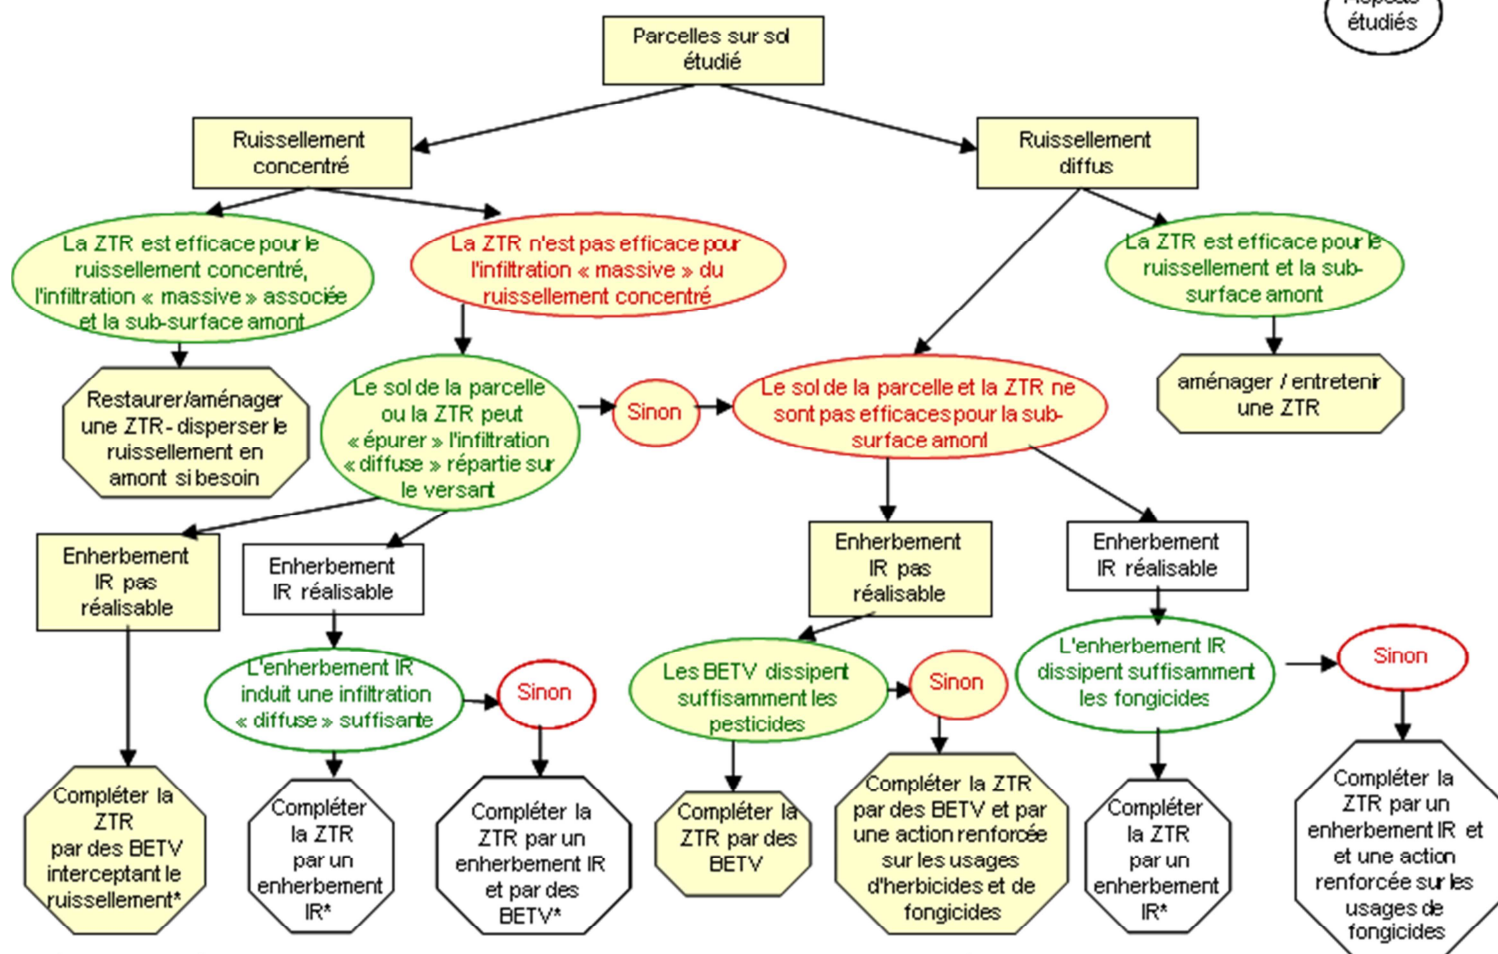 étudiés
Parcelles sur sol
étudié
Ruissellement
concentré
Ruissellement
diffus
La ZTR est efficace pour le
ruissellement concentré,
l'infiltration « massive » associée
et la sub-surface amont
La ZTR n'est pas efficace pour
l'infiltration « massive » du
ruissellement concentré
La ZTR est efficace pour le
ruissellement et la sub-
surface amont
Restaurer/aménager
une ZTR- disperser le
ruissellement en
amont si besoin
Le sol de la parcelle
ou la ZTR peut
« épurer » l'infiltration
« diffuse » répartie sur
le versant
Sinon
Le sol de la parcelle et la ZTR ne
sont pas efficaces pour la sub-
surface amont
aménager / entretenir
une ZTR
Enherbement
IR pas
réalisable
Enherbement
IR réalisable
Enherbement
IR pas
réalisable
Enherbement
IR réalisable
L'enherbement IR
induit une infiltration
« diffuse » suffisante
Sinon
Les BETV dissipent
suffisamment les
pesticides
Sinon
L'enherbement IR
dissipent suffisamment
les fongicides
Sinon
Compléter la
ZTR
par des BETV
interceptant le
ruissellement*
Compléter
la ZTR
par un
enherbement
IR*
Compléter la
ZTR par un
enherbement IR
et par des
BETV*
Compléter la
ZTR par des
BETV
Compléter la ZTR
par des BETV et par
une action renforcée
sur les usages
d'herbicides et de
fongicides
Compléter
la ZTR
par un
enherbement
IR*
Compléter la
ZTR par un
enherbement IR et
et une action
renforcée sur les
usages de
fongicides